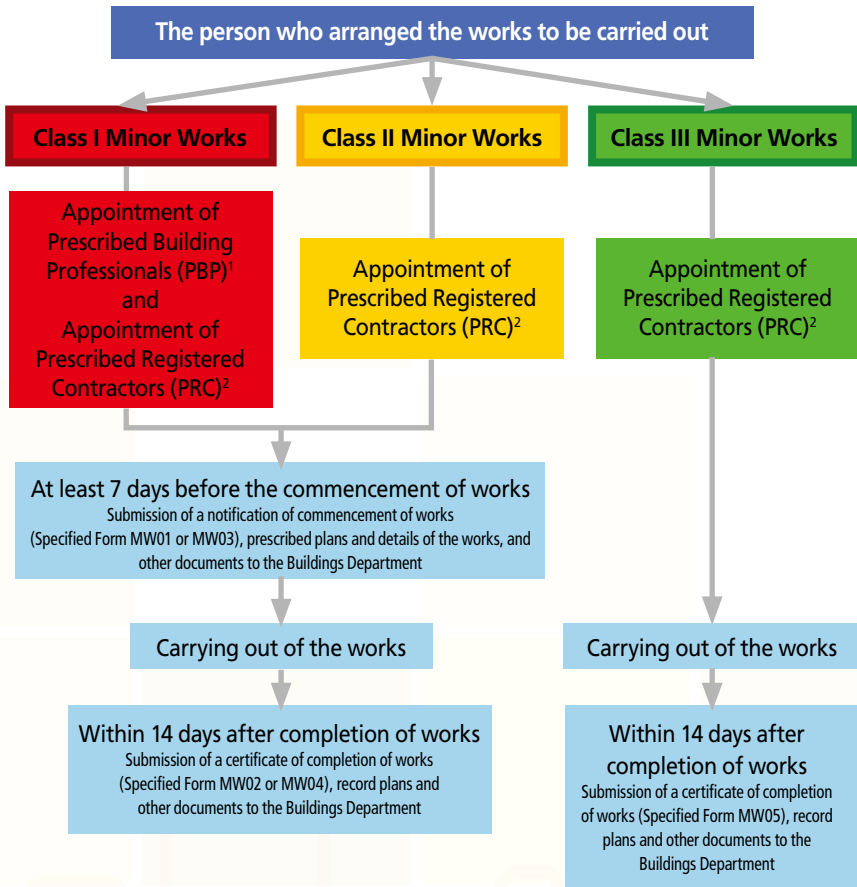 The person who arranged the works to be carried out
Class I Minor Works
Class II Minor Works
Class III Minor Works
Appointment of
Prescribed Building
Professionals (PBP)¹
and
Appointment of
Prescribed Registered
Contractors (PRC)²
Appointment of
Prescribed Registered
Contractors (PRC)²
Appointment of
Prescribed Registered
Contractors (PRC)²
At least 7 days before the commencement of works
Submission of a notification of commencement of works
(Specified Form MW01 or MW03), prescribed plans and details of the works, and
other documents to the Buildings Department
Carrying out of the works
Carrying out of the works
Within 14 days after completion of works
Submission of a certificate of completion of works
(Specified Form MW02 or MW04), record plans and
other documents to the Buildings Department
Within 14 days after
completion of works
Submission of a certificate of completion
of works (Specified Form MW05), record
plans and other documents to the
Buildings Department